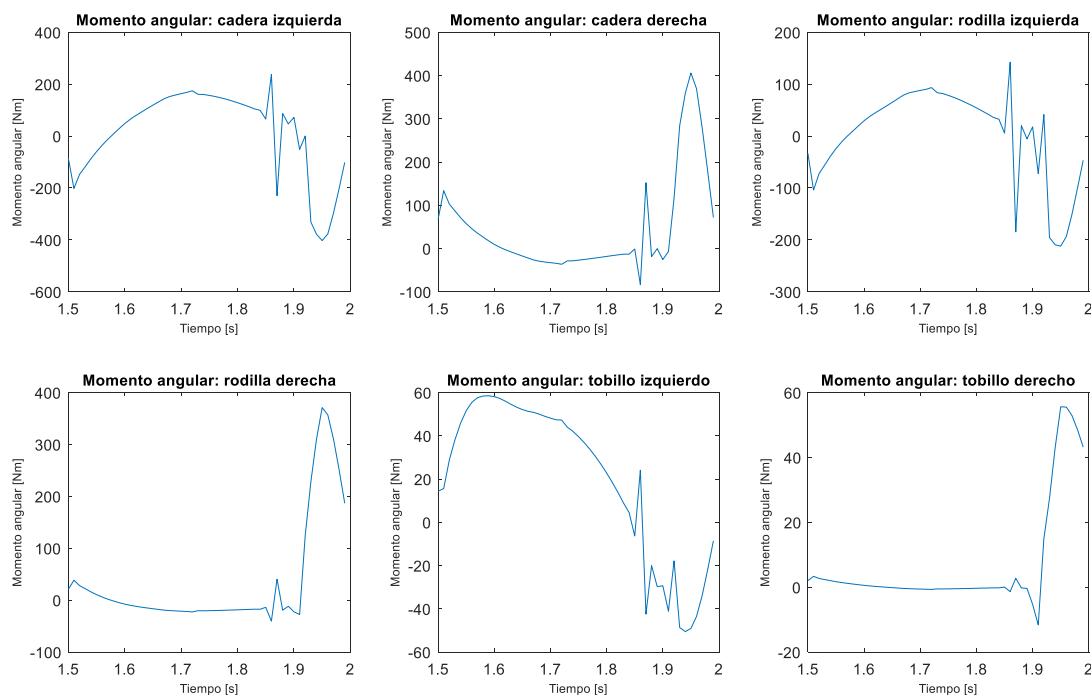 Momento angular: cadera izquierda
Momento angular [Nm]
400
200
0
-200
-400
-600
1.5 1.6 1.7 1.8 1.9 2
Tiempo [s]
Momento angular: cadera derecha
Momento angular [Nm]
500
400
300
200
100
0
-100
1.5 1.6 1.7 1.8 1.9 2
Tiempo [s]
Momento angular: rodilla izquierda
Momento angular [Nm]
200
100
0
-100
-200
-300
1.5 1.6 1.7 1.8 1.9 2
Tiempo [s]
Momento angular: rodilla derecha
Momento angular [Nm]
400
300
200
100
0
-100
1.5 1.6 1.7 1.8 1.9 2
Tiempo [s]
Momento angular: tobillo izquierdo
Momento angular [Nm]
60
40
20
0
-20
-40
-60
1.5 1.6 1.7 1.8 1.9 2
Tiempo [s]
Momento angular: tobillo derecho
Momento angular [Nm]
60
40
20
0
-20
1.5 1.6 1.7 1.8 1.9 2
Tiempo [s]